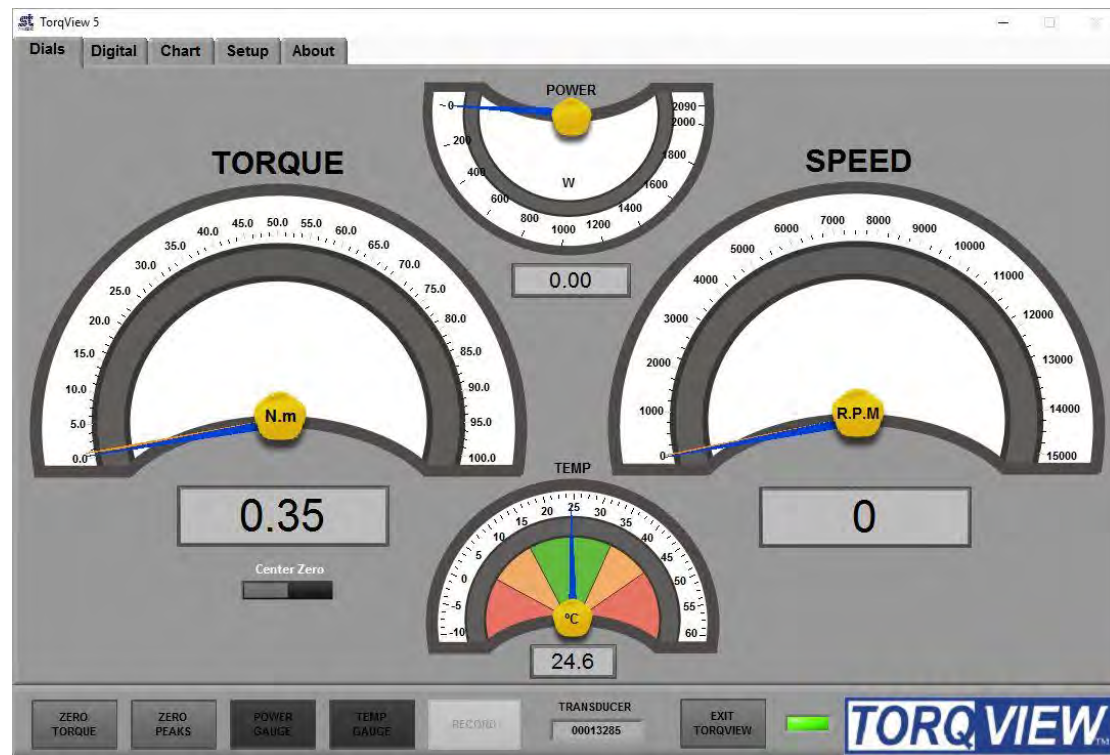 st TorqView 5
Dials Digital Chart Setup About
POWER
0 200 400 600 800 1000 1200 1400 1600 1800 2000 2090
W
0.00
TORQUE
0.0 5.0 10.0 15.0 20.0 25.0 30.0 35.0 40.0 45.0 50.0 55.0 60.0 65.0 70.0 75.0 80.0 85.0 90.0 95.0 100.0
N.m
0.35
Center Zero
SPEED
0 1000 2000 3000 4000 5000 6000 7000 8000 9000 10000 11000 12000 13000 14000 15000
R.P.M
0
TEMP
-10 -5 0 5 10 15 20 25 30 35 40 45 50 55 60
ºC
24.6
ZERO
TORQUE
ZERO
PEAKS
POWER
GAUGE
TEMP
GAUGE
RECORD
TRANSDUCER
00013285
EXIT
TORQVIEW
TORQVIEW TM